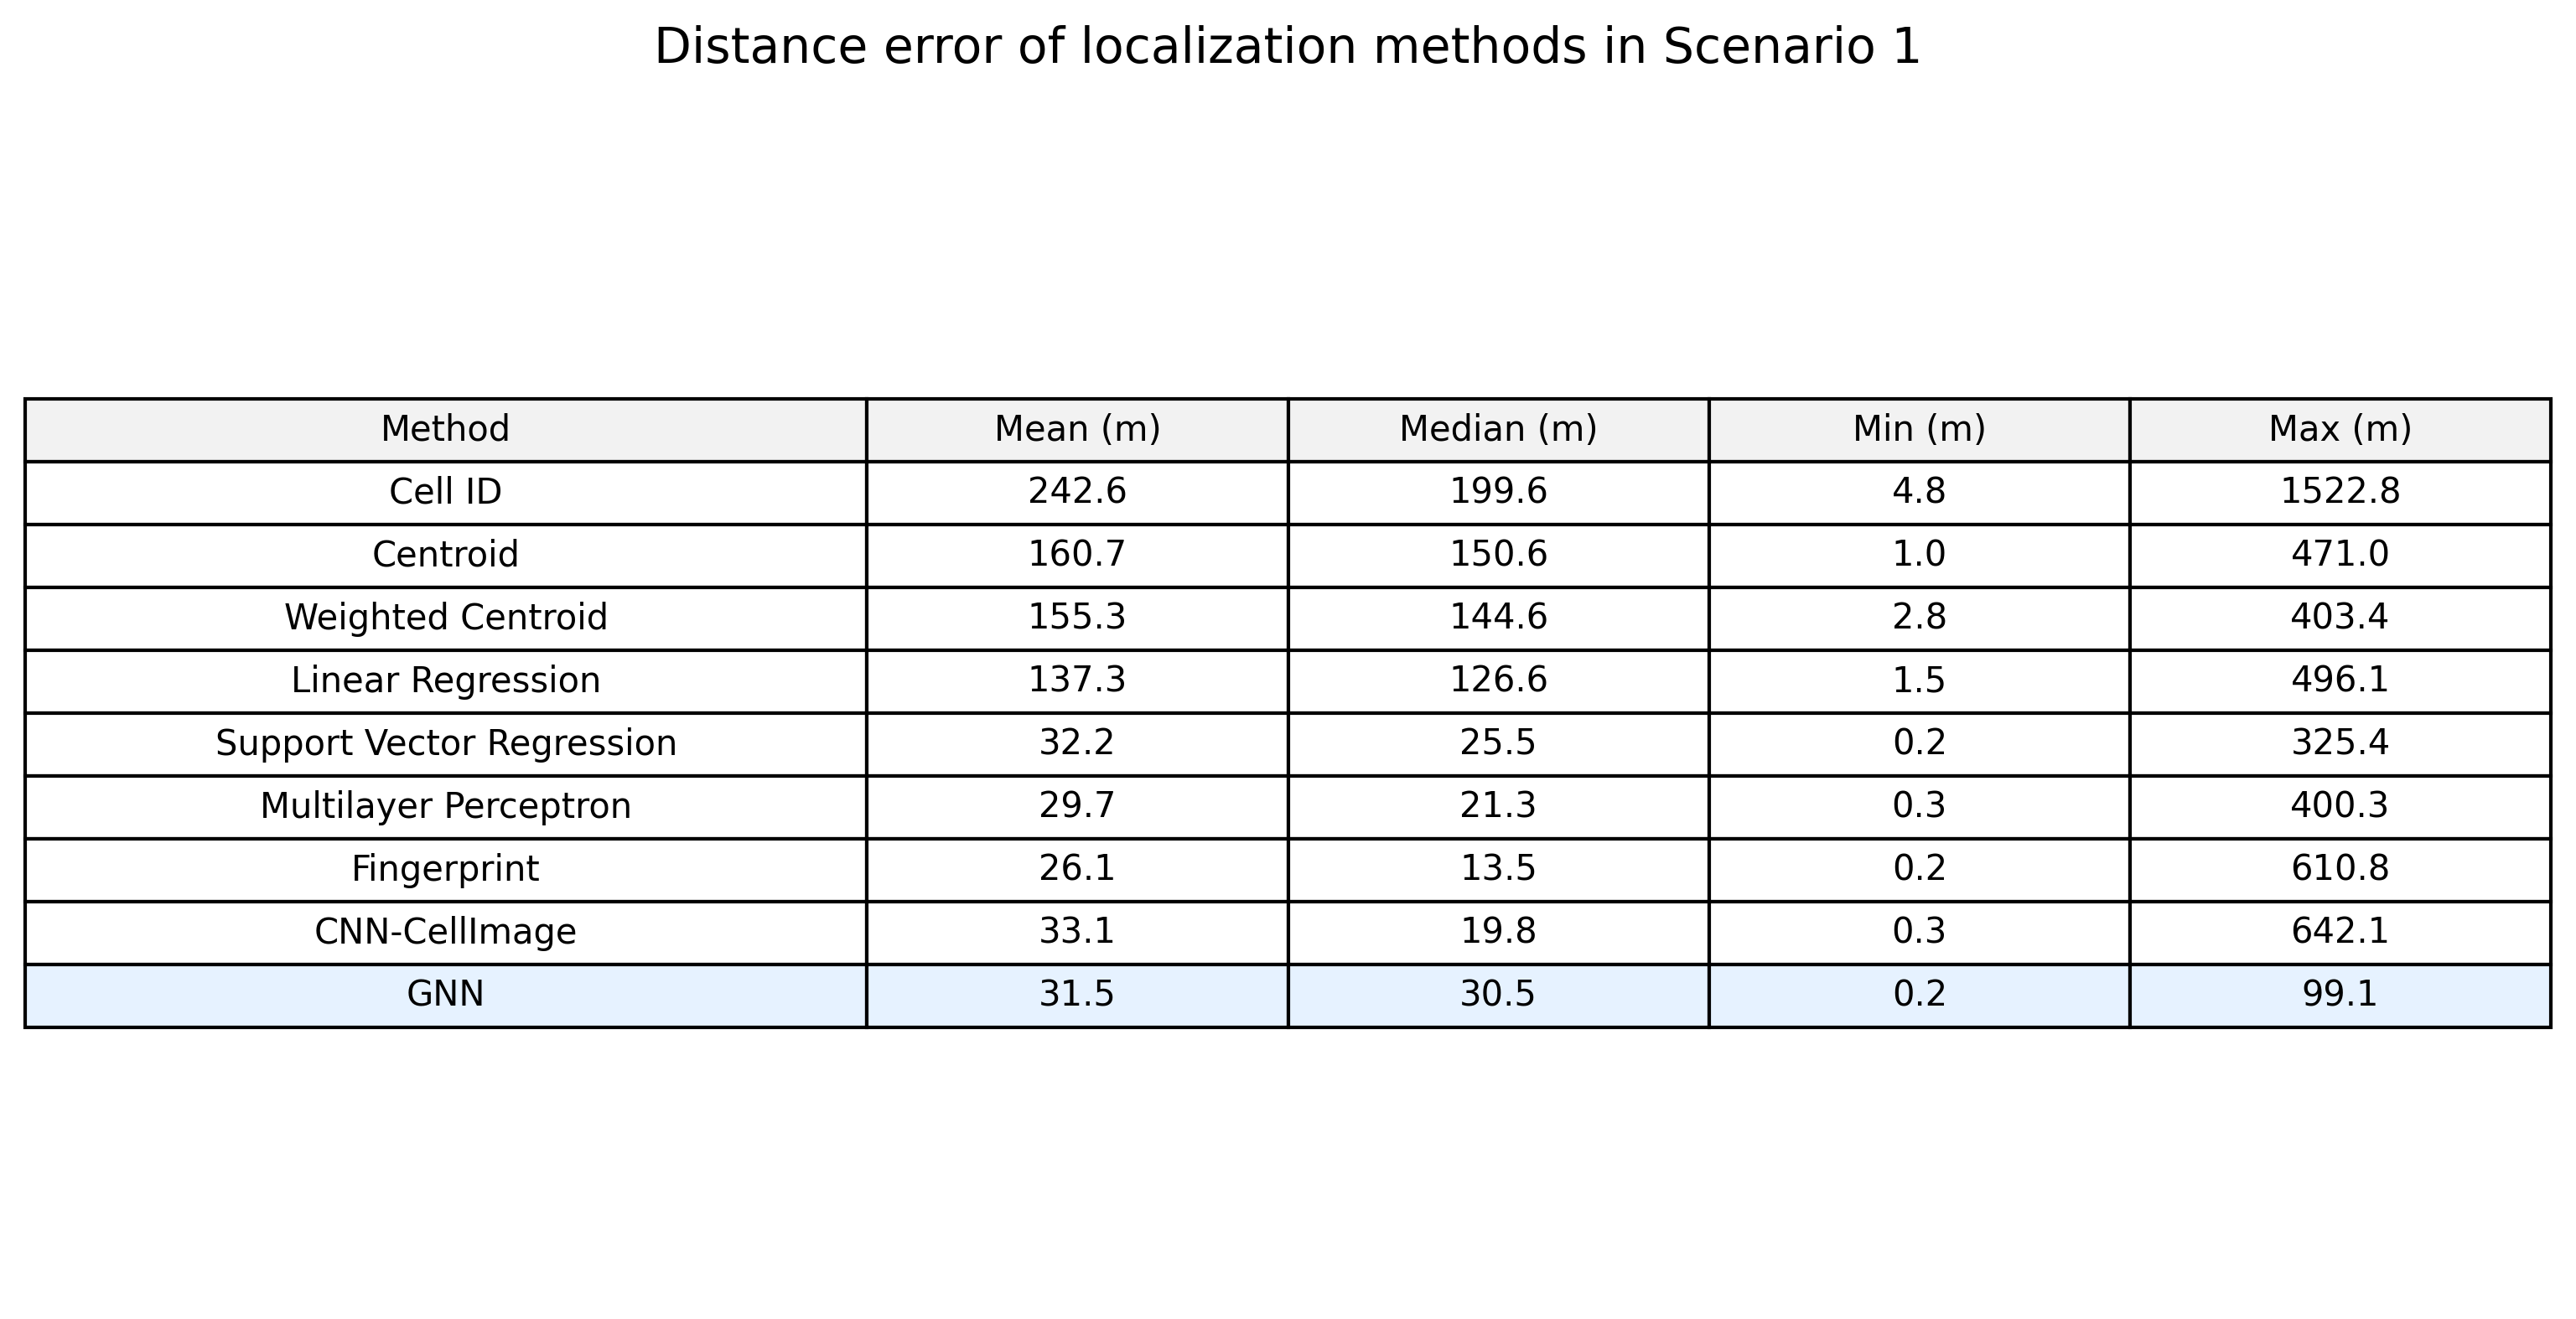 Distance error of localization methods in Scenario 1
Method Mean (m) Median (m) Min (m) Max (m)
Cell ID 242.6 199.6 4.8 1522.8
Centroid 160.7 150.6 1.0 471.0
Weighted Centroid 155.3 144.6 2.8 403.4
Linear Regression 137.3 126.6 1.5 496.1
Support Vector Regression 32.2 25.5 0.2 325.4
Multilayer Perceptron 29.7 21.3 0.3 400.3
Fingerprint 26.1 13.5 0.2 610.8
CNN-CellImage 33.1 19.8 0.3 642.1
GNN 31.5 30.5 0.2 99.1